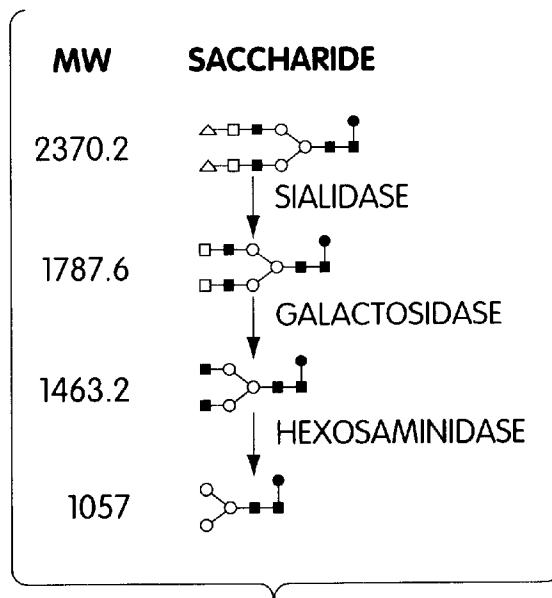 MW SACCHARIDE
2370.2
SIALIDASE
1787.6
GALACTOSIDASE
1463.2
HEXOSAMINIDASE
1057